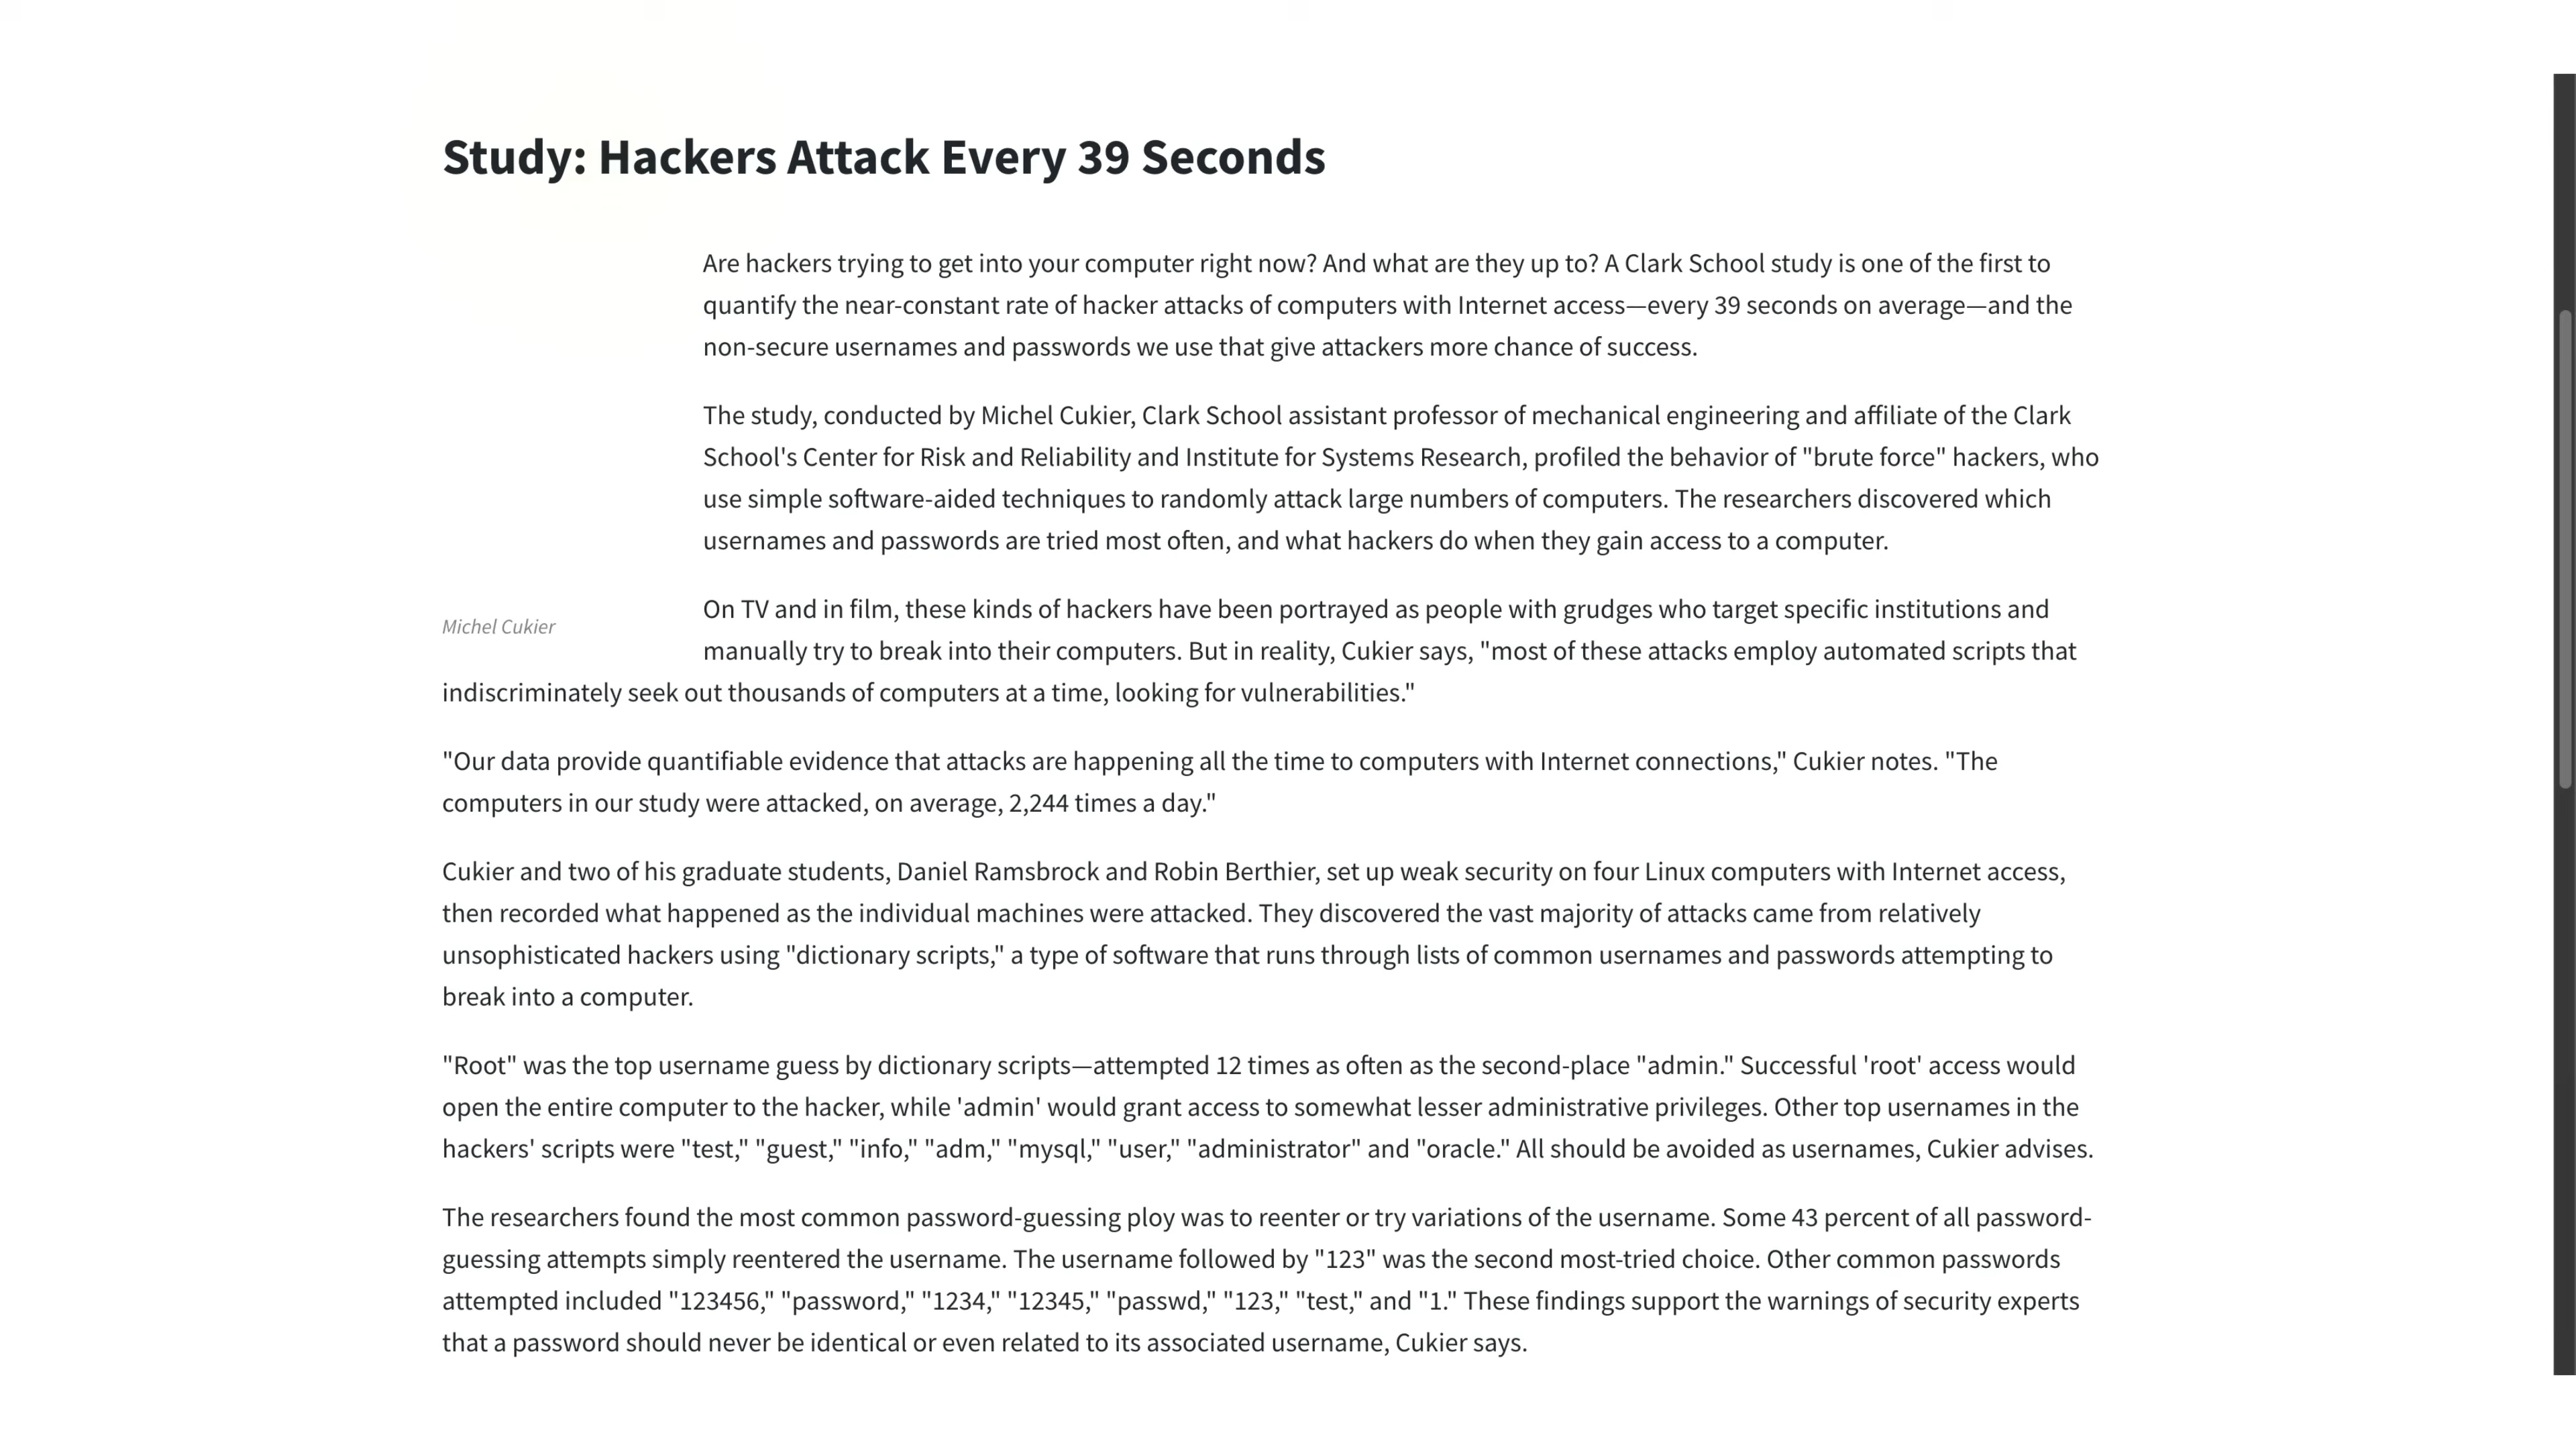 Study: Hackers Attack Every 39 Seconds
Are hackers trying to get into your computer right now? And what are they up to? A Clark School study is one of the first to
quantify the near-constant rate of hacker attacks of computers with Internet access—every 39 seconds on average—and the
non-secure usernames and passwords we use that give attackers more chance of success.
The study, conducted by Michel Cukier, Clark School assistant professor of mechanical engineering and affiliate of the Clark
School's Center for Risk and Reliability and Institute for Systems Research, profiled the behavior of "brute force" hackers, who
use simple software-aided techniques to randomly attack large numbers of computers. The researchers discovered which
usernames and passwords are tried most often, and what hackers do when they gain access to a computer.
Michel Cukier
On TV and in film, these kinds of hackers have been portrayed as people with grudges who target specific institutions and
manually try to break into their computers. But in reality, Cukier says, "most of these attacks employ automated scripts that
indiscriminately seek out thousands of computers at a time, looking for vulnerabilities."
"Our data provide quantifiable evidence that attacks are happening all the time to computers with Internet connections," Cukier notes. "The
computers in our study were attacked, on average, 2,244 times a day."
Cukier and two of his graduate students, Daniel Ramsbrock and Robin Berthier, set up weak security on four Linux computers with Internet access,
then recorded what happened as the individual machines were attacked. They discovered the vast majority of attacks came from relatively
unsophisticated hackers using "dictionary scripts," a type of software that runs through lists of common usernames and passwords attempting to
break into a computer.
"Root" was the top username guess by dictionary scripts—attempted 12 times as often as the second-place "admin." Successful 'root' access would
open the entire computer to the hacker, while 'admin' would grant access to somewhat lesser administrative privileges. Other top usernames in the
hackers' scripts were "test," "guest," "info," "adm," "mysql," "user," "administrator" and "oracle." All should be avoided as usernames, Cukier advises.
The researchers found the most common password-guessing ploy was to reenter or try variations of the username. Some 43 percent of all password-
guessing attempts simply reentered the username. The username followed by "123" was the second most-tried choice. Other common passwords
attempted included "123456," "password," "1234," "12345," "passwd," "123," "test," and "1." These findings support the warnings of security experts
that a password should never be identical or even related to its associated username, Cukier says.